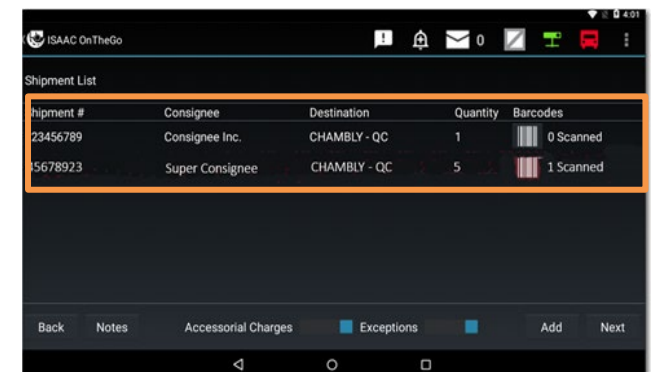 4:01
ISAAC OnTheGo 0
Shipment List
Shipment # Consignee Destination Quantity Barcodes
23456789 Consignee Inc. CHAMBLY - QC 1 0 Scanned
45678923 Super Consignee CHAMBLY - QC 5 1 Scanned
Back Notes Accessorial Charges Exceptions Add Next